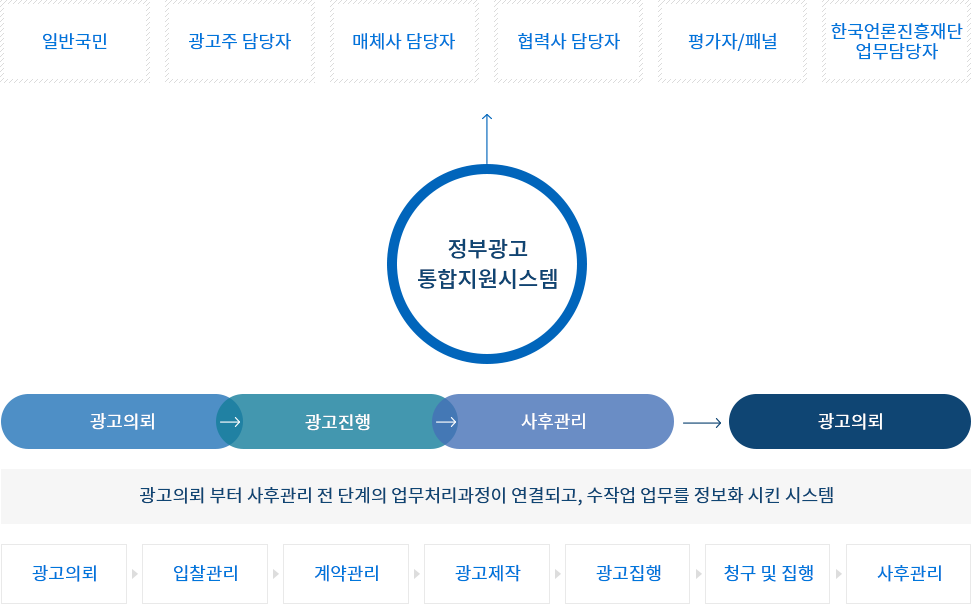 일반국민
광고주 담당자
매체사 담당자
협력사 담당자
평가자/패널
한국언론진흥재단
업무담당자
정부광고
통합지원시스템
광고의뢰
광고진행
사후관리
광고의뢰
광고의뢰 부터 사후관리 전 단계의 업무처리과정이 연결되고, 수작업 업무를 정보화 시킨 시스템
광고의뢰
입찰관리
계약관리
광고제작
광고집행
청구 및 집행
사후관리